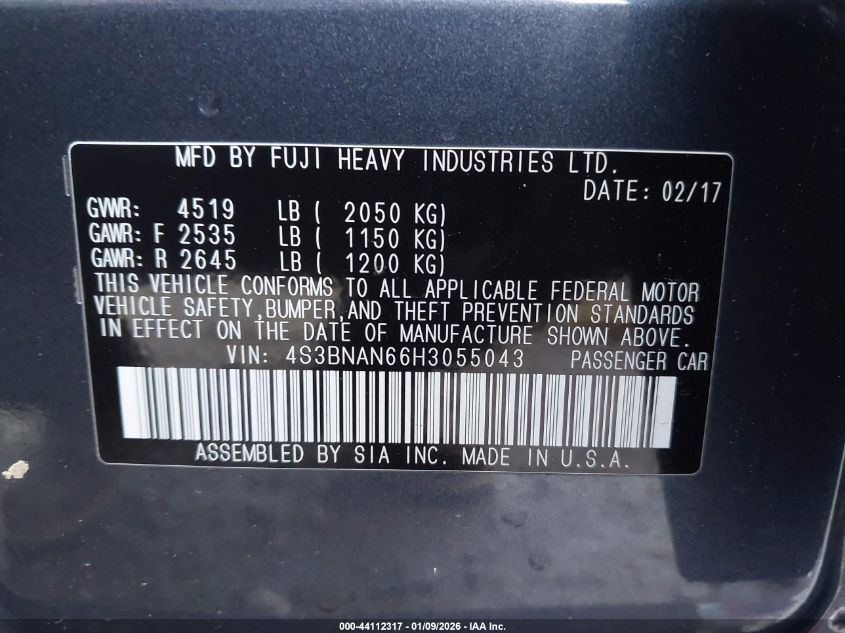 MFD BY FUJI HEAVY INDUSTRIES LTD.
DATE: 02/17
GVWR: 4519 LB ( 2050 KG)
GAWR: F 2535 LB ( 1150 KG)
GAWR: R 2645 LB ( 1200 KG)
THIS VEHICLE CONFORMS TO ALL APPLICABLE FEDERAL MOTOR
VEHICLE SAFETY,BUMPER,AND THEFT PREVENTION STANDARDS
IN EFFECT ON THE DATE OF MANUFACTURE SHOWN ABOVE.
VIN: 4S3BNAN66H3055043 PASSENGER CAR
ASSEMBLED BY SIA INC. MADE IN U.S.A.
000-44112317 - 01/09/2026 - IAA Inc.